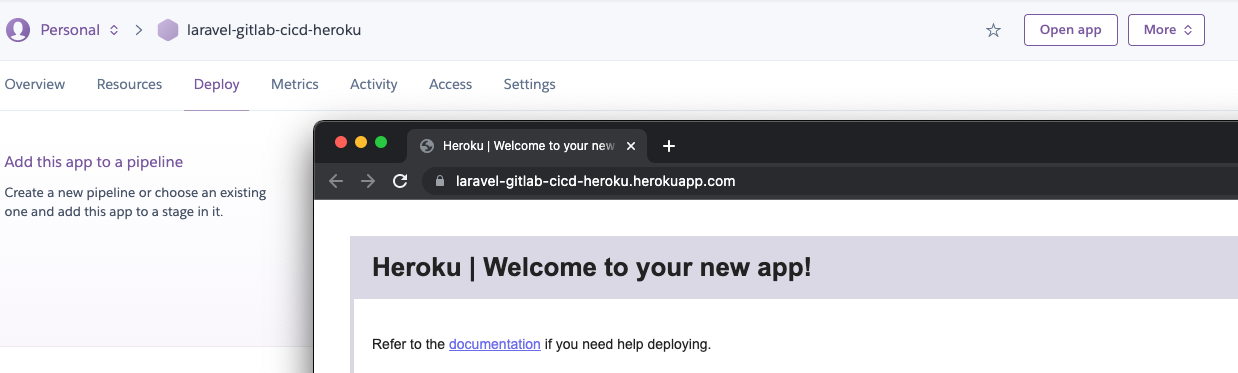 Personal
laravel-gitlab-cicd-heroku
Open app
More
Overview Resources Deploy Metrics Activity Access Settings
Add this app to a pipeline
Create a new pipeline or choose an existing
one and add this app to a stage in it.
Heroku | Welcome to your new
laravel-gitlab-cicd-heroku.herokuapp.com
Heroku | Welcome to your new app!
Refer to the documentation if you need help deploying.